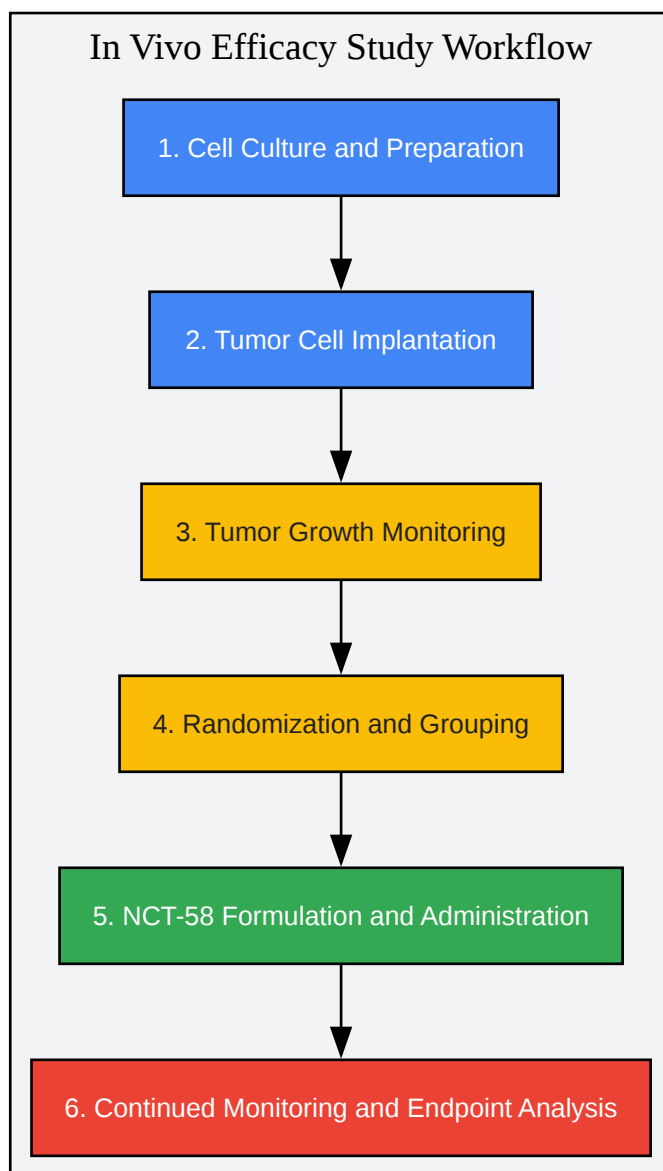 In Vivo Efficacy Study Workflow
1. Cell Culture and Preparation
2. Tumor Cell Implantation
3. Tumor Growth Monitoring
4. Randomization and Grouping
5. NCT-58 Formulation and Administration
6. Continued Monitoring and Endpoint Analysis